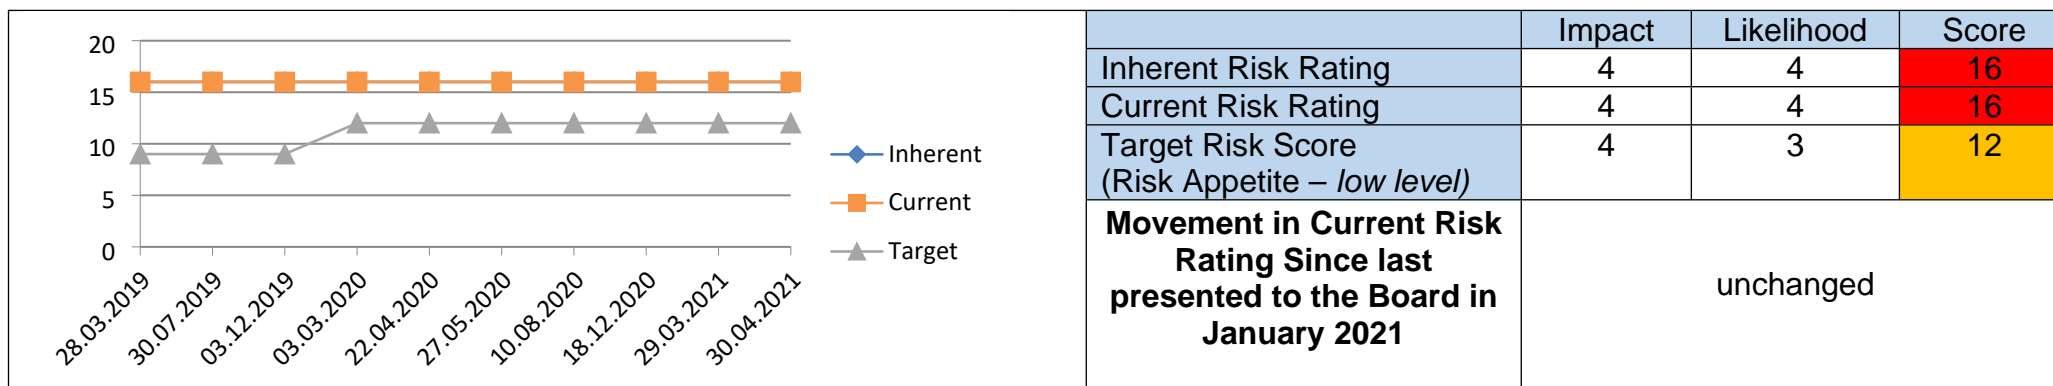 20
15
10
5
0
28.03.2019
30.07.2019
03.12.2019
03.03.2020
22.04.2020
27.05.2020
10.08.2020
18.12.2020
29.03.2021
30.04.2021
Inherent
Current
Target
Impact Likelihood Score
Inherent Risk Rating 4 4 16
Current Risk Rating 4 4 16
Target Risk Score 4 3 12
(Risk Appetite – low level)
Movement in Current Risk
Rating Since last
presented to the Board in
January 2021
unchanged